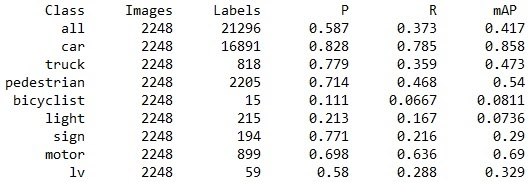 Class Images Labels P R mAP
all 2248 21296 0.587 0.373 0.417
car 2248 16891 0.828 0.785 0.858
truck 2248 818 0.779 0.359 0.473
pedestrian 2248 2205 0.714 0.468 0.54
bicyclist 2248 15 0.111 0.0667 0.0811
light 2248 215 0.213 0.167 0.0736
sign 2248 194 0.771 0.216 0.29
motor 2248 899 0.698 0.636 0.69
lv 2248 59 0.58 0.288 0.329